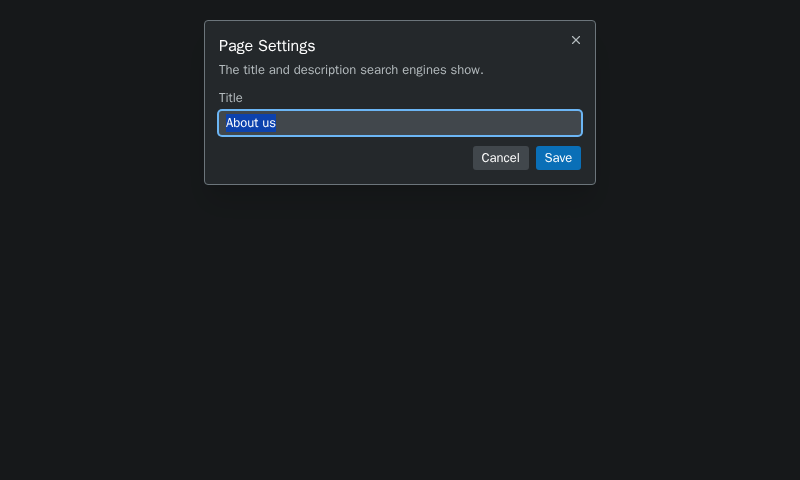 Page Settings
The title and description search engines show.
Title
About us
Cancel
Save